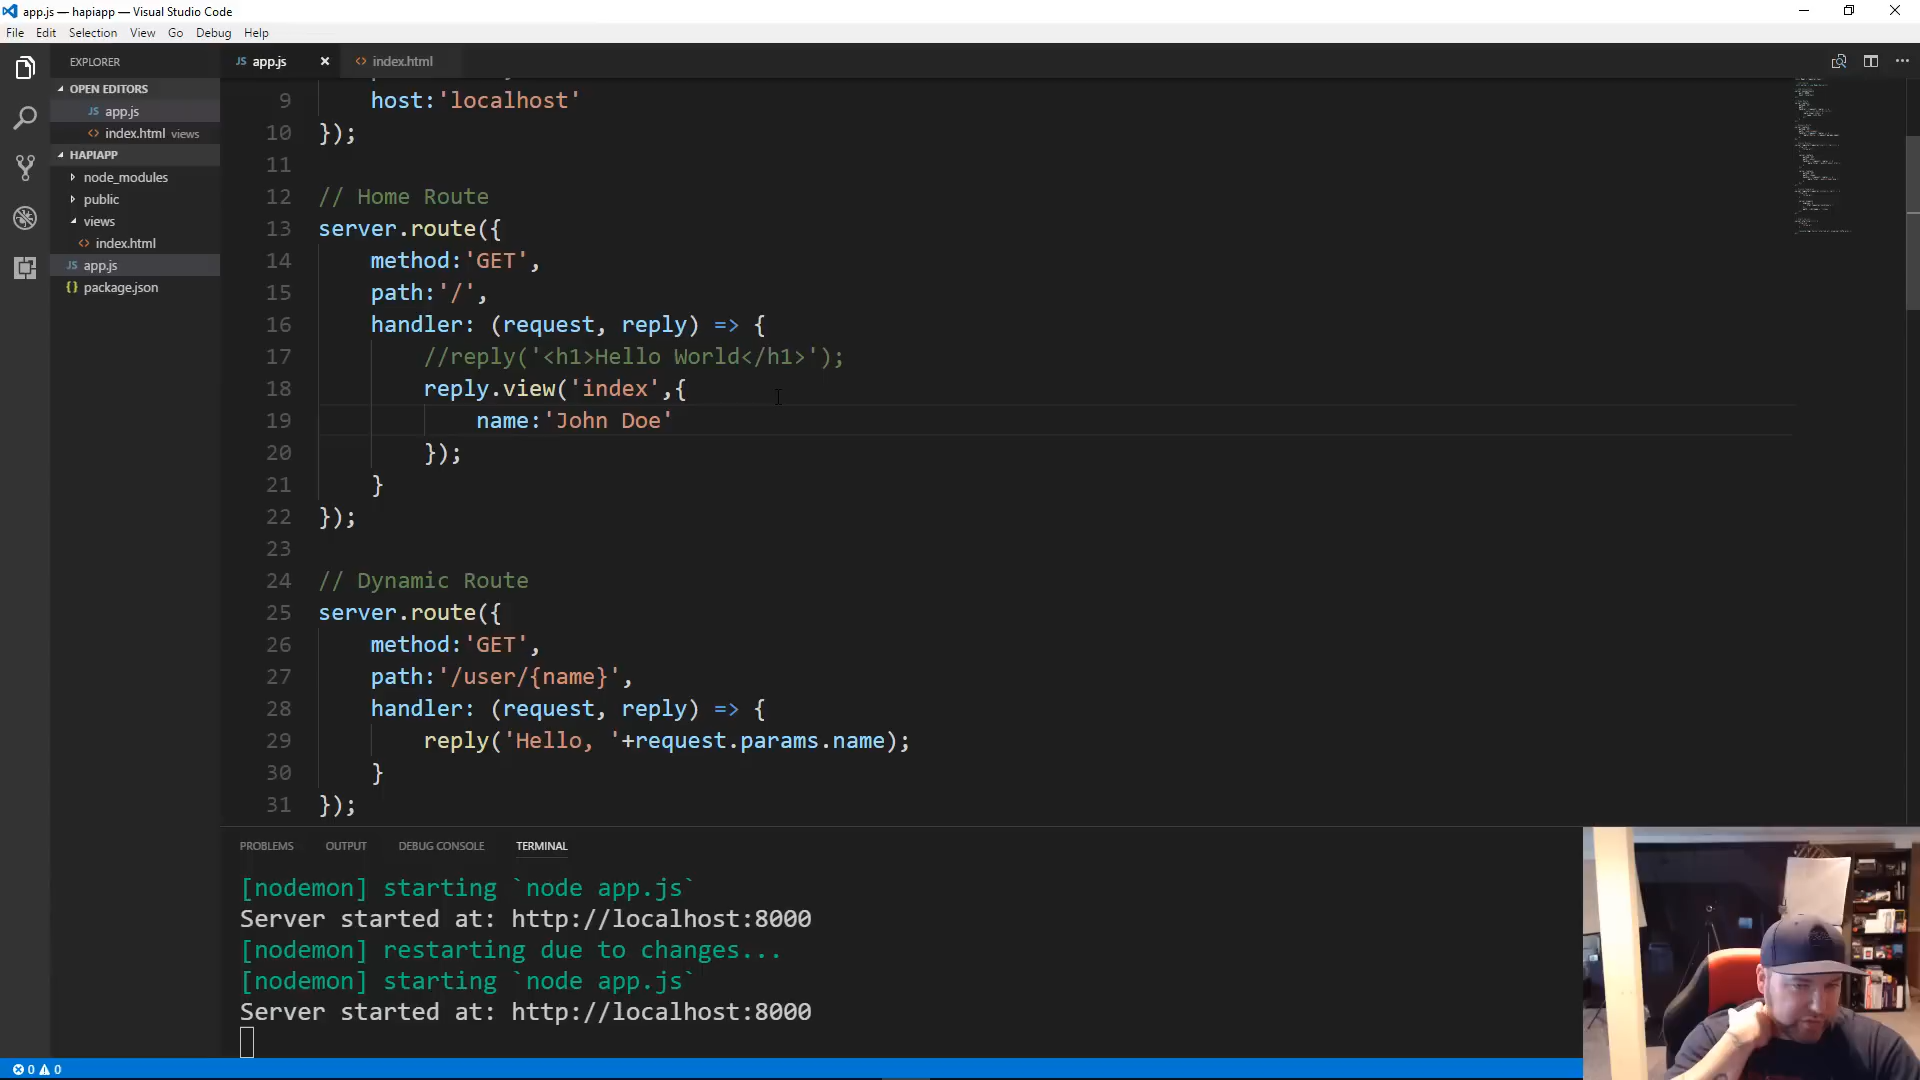 app.js — hapiapp — Visual Studio Code
File Edit Selection View Go Debug Help
EXPLORER
OPEN EDITORS
JS app.js
<> index.html views
HAPIAPP
node_modules
public
views
<> index.html
JS app.js
{} package.json
JS app.js ×
<> index.html
9 host:'localhost'
10 });
11
12 // Home Route
13 server.route({
14 method:'GET',
15 path:'/',
16 handler: (request, reply) => {
17 //reply('<h1>Hello World</h1>');
18 reply.view('index',{
19 name:'John Doe'
20 });
21 }
22 });
23
24 // Dynamic Route
25 server.route({
26 method:'GET',
27 path:'/user/{name}',
28 handler: (request, reply) => {
29 reply('Hello, '+request.params.name);
30 }
31 });
PROBLEMS OUTPUT DEBUG CONSOLE TERMINAL
[nodemon] starting `node app.js`
Server started at: http://localhost:8000
[nodemon] restarting due to changes...
[nodemon] starting `node app.js`
Server started at: http://localhost:8000
0 0